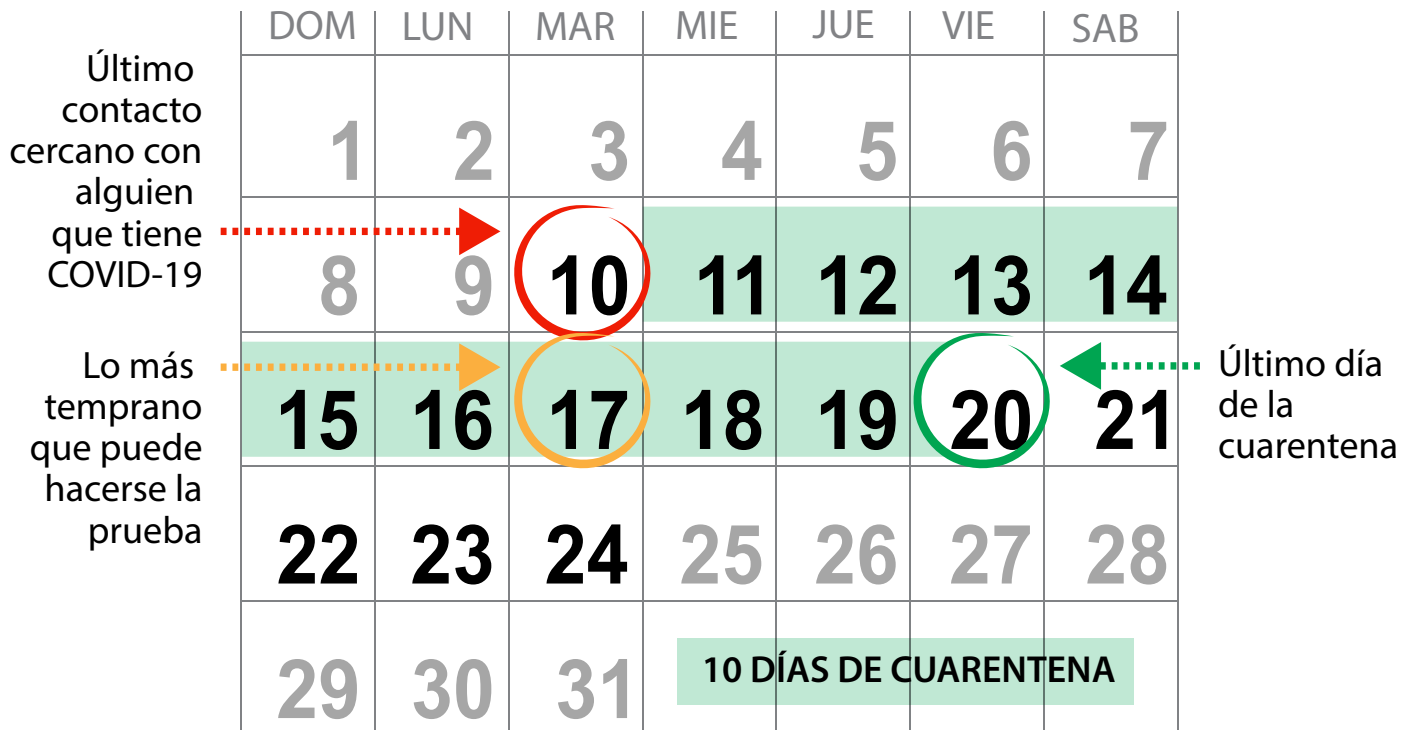 DOM LUN MAR MIE JUE VIE SAB
Último
contacto
cercano con
alguien
que tiene
COVID-19
1 2 3 4 5 6 7
8 9 10 11 12 13 14
Lo más
temprano
que puede
hacerse la
prueba
15 16 17 18 19 20 21
Último día
de la
cuarentena
22 23 24 25 26 27 28
29 30 31
10 DÍAS DE CUARENTENA